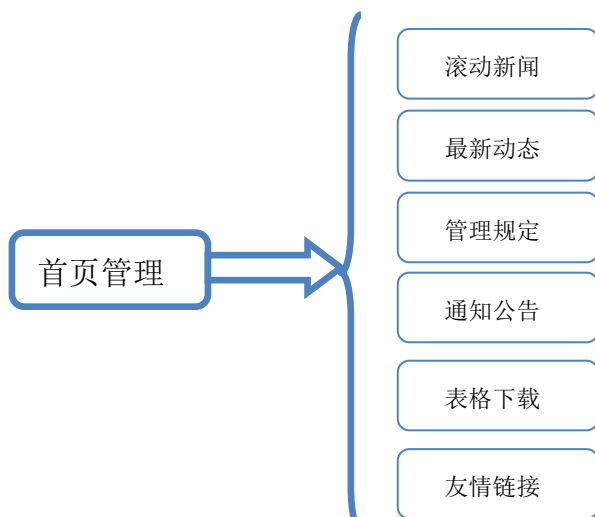 滚动新闻
最新动态
管理规定
首页管理
通知公告
表格下载
友情链接